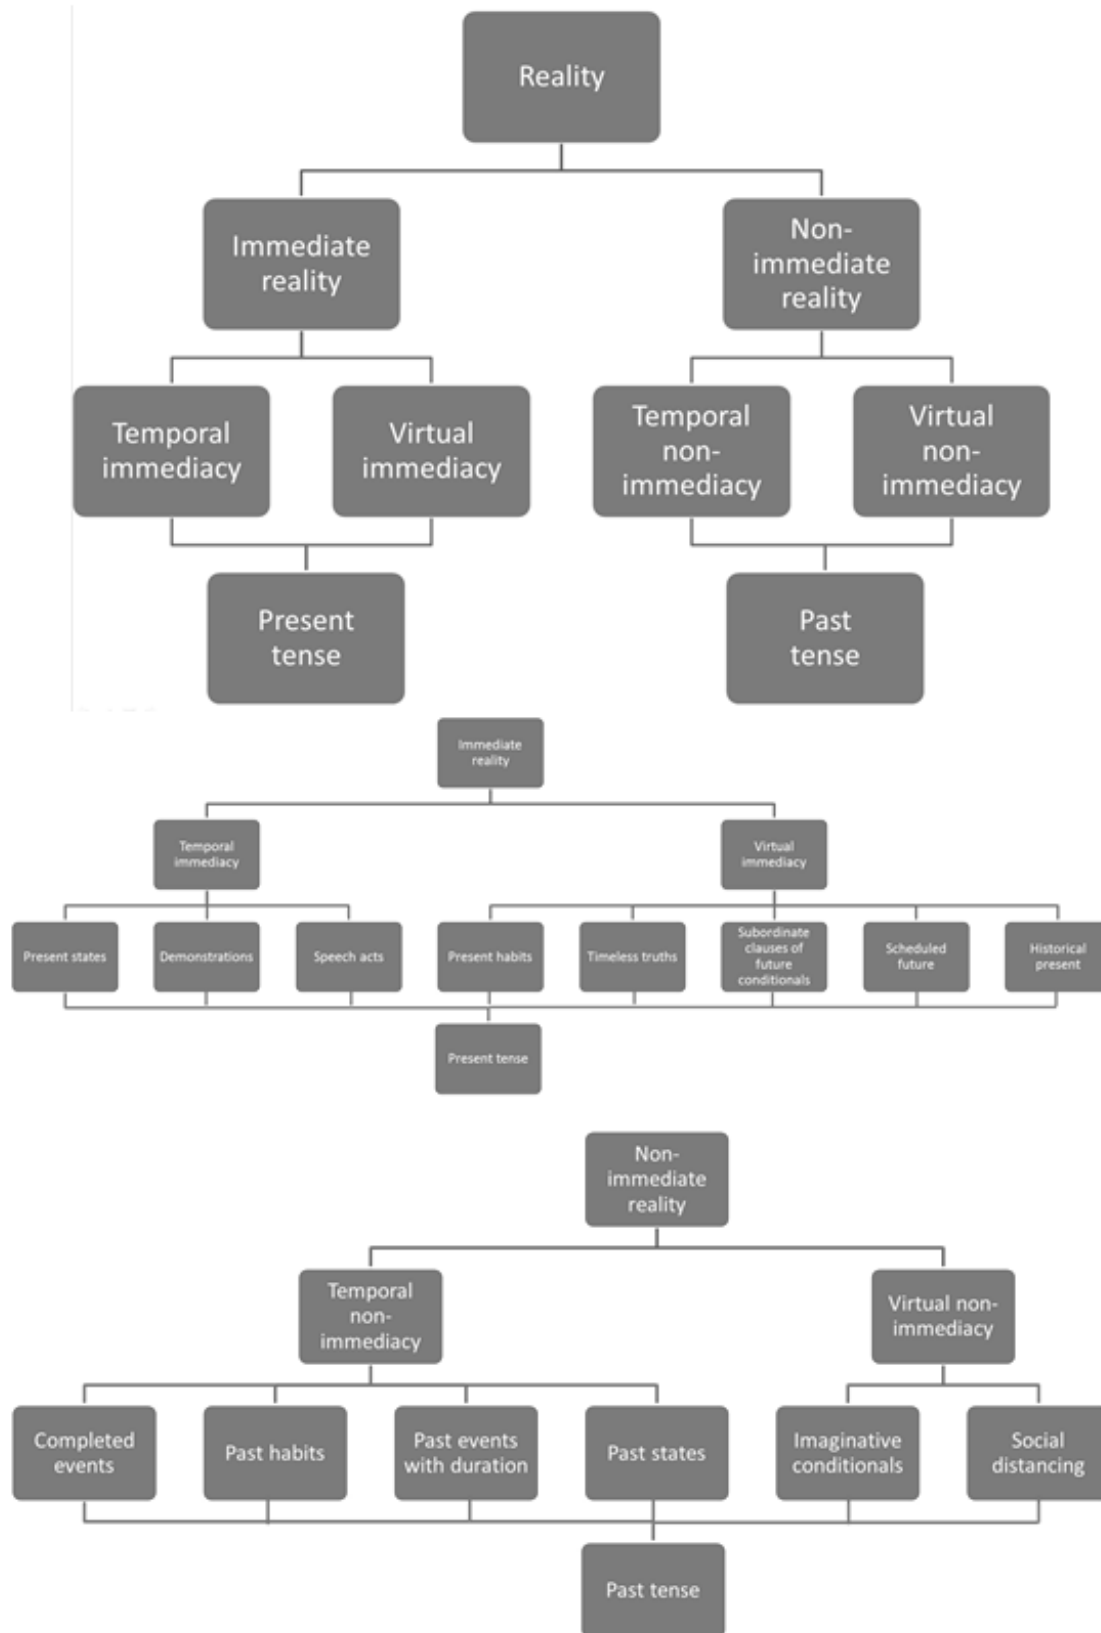 Reality
Immediate
reality
Non-
immediate
reality
Temporal
immediacy
Virtual
immediacy
Temporal
non-
immediacy
Virtual
non-
immediacy
Present
tense
Past
tense
Immediate
reality
Temporal
immediacy
Virtual
immediacy
Present states
Demonstrations
Speech acts
Present habits
Timeless truths
Subordinate
clauses of
future
conditionals
Scheduled
future
Historical
present
Present tense
Non-
immediate
reality
Temporal
non-
immediacy
Virtual non-
immediacy
Completed
events
Past habits
Past events
with duration
Past states
Imaginative
conditionals
Social
distancing
Past tense